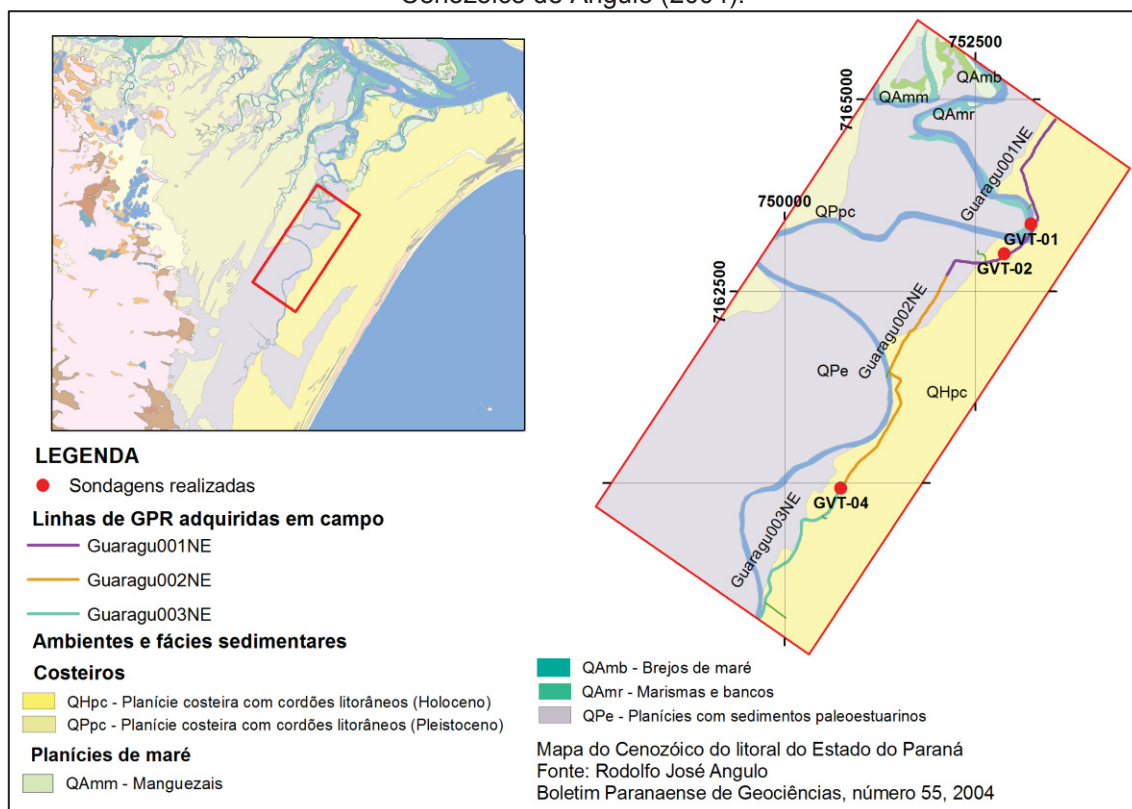 Cenozóico de Angulo (2004).
752500
QAmb
QAmm
7165000
QAmr
Guaragu001NE
750000
QPpc
GVT-01
GVT-02
7162500
Guaragu002NE
QPe
QHpc
GVT-04
Guaragu003NE
LEGENDA
Sondagens realizadas
Linhas de GPR adquiridas em campo
Guaragu001NE
Guaragu002NE
Guaragu003NE
Ambientes e fácies sedimentares
Costeiros
QHpc - Planície costeira com cordões litorâneos (Holoceno)
QPpc - Planície costeira com cordões litorâneos (Pleistoceno)
Planícies de maré
QAmm - Manguezais
QAmb - Brejos de maré
QAmr - Marismas e bancos
QPe - Planícies com sedimentos paleoestuarinos
Mapa do Cenozóico do litoral do Estado do Paraná
Fonte: Rodolfo José Angulo
Boletim Paranaense de Geociências, número 55, 2004